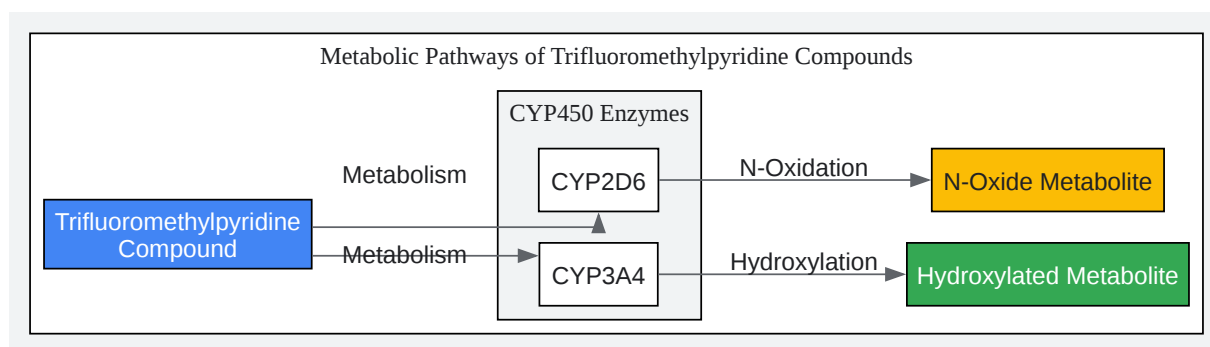 Metabolic Pathways of Trifluoromethylpyridine Compounds
CYP450 Enzymes
Metabolism
CYP2D6
N-Oxidation
N-Oxide Metabolite
Trifluoromethylpyridine
Compound
Metabolism
CYP3A4
Hydroxylation
Hydroxylated Metabolite